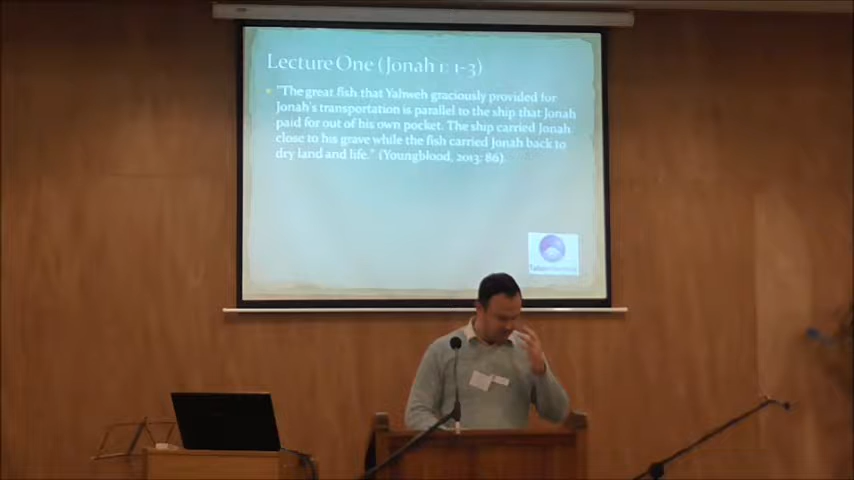 Lecture One (Jonah 1: 1-3)
"The great fish that Yahweh graciously provided for
Jonah's transportation is parallel to the ship that Jonah
paid for out of his own pocket. The ship carried Jonah
close to his grave while the fish carried Jonah back to
dry land and life." (Youngblood, 2013: 86).